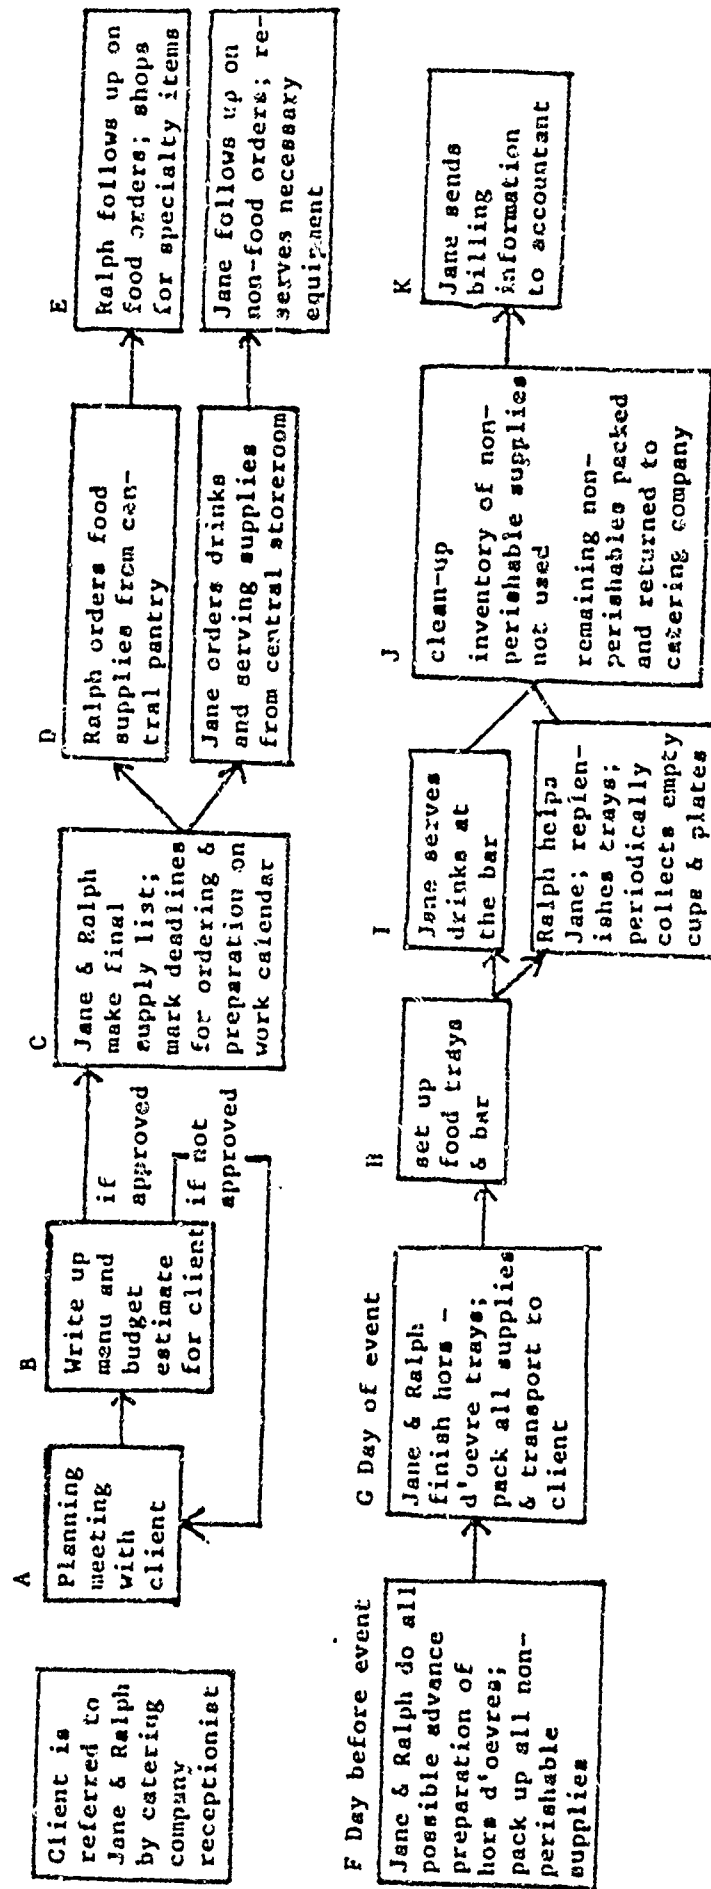 Client is
referred to
Jane & Ralph
by catering
company
receptionist
A
Planning
meeting
with
client
B
Write up
menu and
budget
estimate
for client
if
approved
if not
approved
C
Jane & Ralph
make final
supply list;
mark deadlines
for ordering &
preparation on
work calendar
D
Ralph orders food
supplies from cen-
tral pantry
Jane orders drinks
and serving supplies
from central storeroom
E
Ralph follows up on
food orders; shops
for specialty items
Jane follows up on
non-food orders; re-
serves necessary
equipment
F Day before event
Jane & Ralph do all
possible advance
preparation of
hors d'oevres;
pack up all non-
perishable
supplies
G Day of event
Jane & Ralph
finish hors -
d'oevre trays;
pack all supplies
& transport to
client
H
set up
food trays
& bar
I
Jane serves
drinks at
the bar
Ralph helps
Jane; replen-
ishes trays;
periodically
collects empty
cups & plates
J
clean-up
inventory of non-
perishable supplies
not used
remaining non-
perishables packed
and returned to
catering company
K
Jane sends
billing
information
to accountant